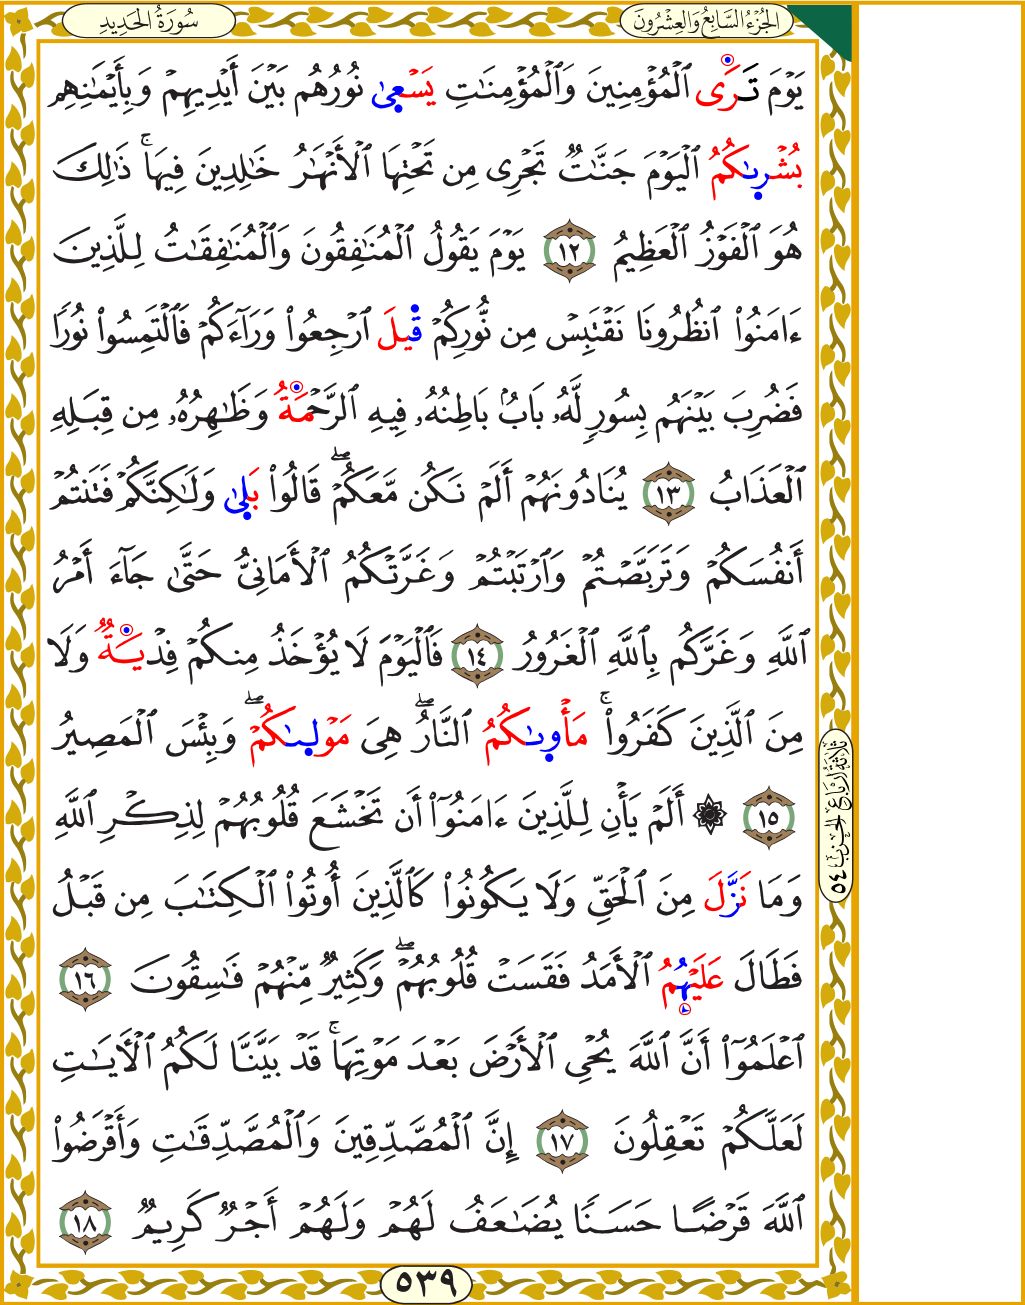 سُورَةُ الحَدِيدِ
الجُزْءُ السَّابِعُ وَالعِشْرُونَ
يَوْمَ تَرَى ٱلْمُؤْمِنِينَ وَٱلْمُؤْمِنَٰتِ يَسْعِىٰ نُورُهُم بَيْنَ أَيْدِيهِمْ وَبِأَيْمَٰنِهِم
بُشْرِىٰكُمُ ٱلْيَوْمَ جَنَّٰتٌ تَجْرِى مِن تَحْتِهَا ٱلْأَنْهَٰرُ خَٰلِدِينَ فِيهَا ۚ ذَٰلِكَ
هُوَ ٱلْفَوْزُ ٱلْعَظِيمُ ١٢ يَوْمَ يَقُولُ ٱلْمُنَٰفِقُونَ وَٱلْمُنَٰفِقَٰتُ لِلَّذِينَ
ءَامَنُوا۟ ٱنظُرُونَا نَقْتَبِسْ مِن نُّورِكُمْ قِيلَ ٱرْجِعُوا۟ وَرَآءَكُمْ فَٱلْتَمِسُوا۟ نُورًا
فَضُرِبَ بَيْنَهُم بِسُورٍ لَّهُۥ بَابٌۢ بَاطِنُهُۥ فِيهِ ٱلرَّحْمَةُ وَظَٰهِرُهُۥ مِن قِبَلِهِ
ٱلْعَذَابُ ١٣ يُنَادُونَهُمْ أَلَمْ نَكُن مَّعَكُمْ ۖ قَالُوا۟ بَلِىٰ وَلَٰكِنَّكُمْ فَتَنتُمْ
أَنفُسَكُمْ وَتَرَبَّصْتُمْ وَٱرْتَبْتُمْ وَغَرَّتْكُمُ ٱلْأَمَانِىُّ حَتَّىٰ جَآءَ أَمْرُ
ٱللَّهِ وَغَرَّكُم بِٱللَّهِ ٱلْغَرُورُ ١٤ فَٱلْيَوْمَ لَا يُؤْخَذُ مِنكُمْ فِدْيَةٌ وَلَا
مِنَ ٱلَّذِينَ كَفَرُوا۟ ۚ مَأْوِىٰكُمُ ٱلنَّارُ ۖ هِىَ مَوْلِىٰكُمْ ۖ وَبِئْسَ ٱلْمَصِيرُ
١٥ ۞ أَلَمْ يَأْنِ لِلَّذِينَ ءَامَنُوٓا۟ أَن تَخْشَعَ قُلُوبُهُمْ لِذِكْرِ ٱللَّهِ
وَمَا نَزَّلَ مِنَ ٱلْحَقِّ وَلَا يَكُونُوا۟ كَٱلَّذِينَ أُوتُوا۟ ٱلْكِتَٰبَ مِن قَبْلُ
فَطَالَ عَلَيْهُمُ ٱلْأَمَدُ فَقَسَتْ قُلُوبُهُمْ ۖ وَكَثِيرٌ مِّنْهُمْ فَٰسِقُونَ ١٦
ٱعْلَمُوٓا۟ أَنَّ ٱللَّهَ يُحْىِ ٱلْأَرْضَ بَعْدَ مَوْتِهَا ۚ قَدْ بَيَّنَّا لَكُمُ ٱلْءَايَٰتِ
لَعَلَّكُمْ تَعْقِلُونَ ١٧ إِنَّ ٱلْمُصَّدِّقِينَ وَٱلْمُصَّدِّقَٰتِ وَأَقْرَضُوا۟
ٱللَّهَ قَرْضًا حَسَنًا يُضَٰعَفُ لَهُمْ وَلَهُمْ أَجْرٌ كَرِيمٌ ١٨
ثلاثة أرباع الحزب ٥٤
٥٣٩